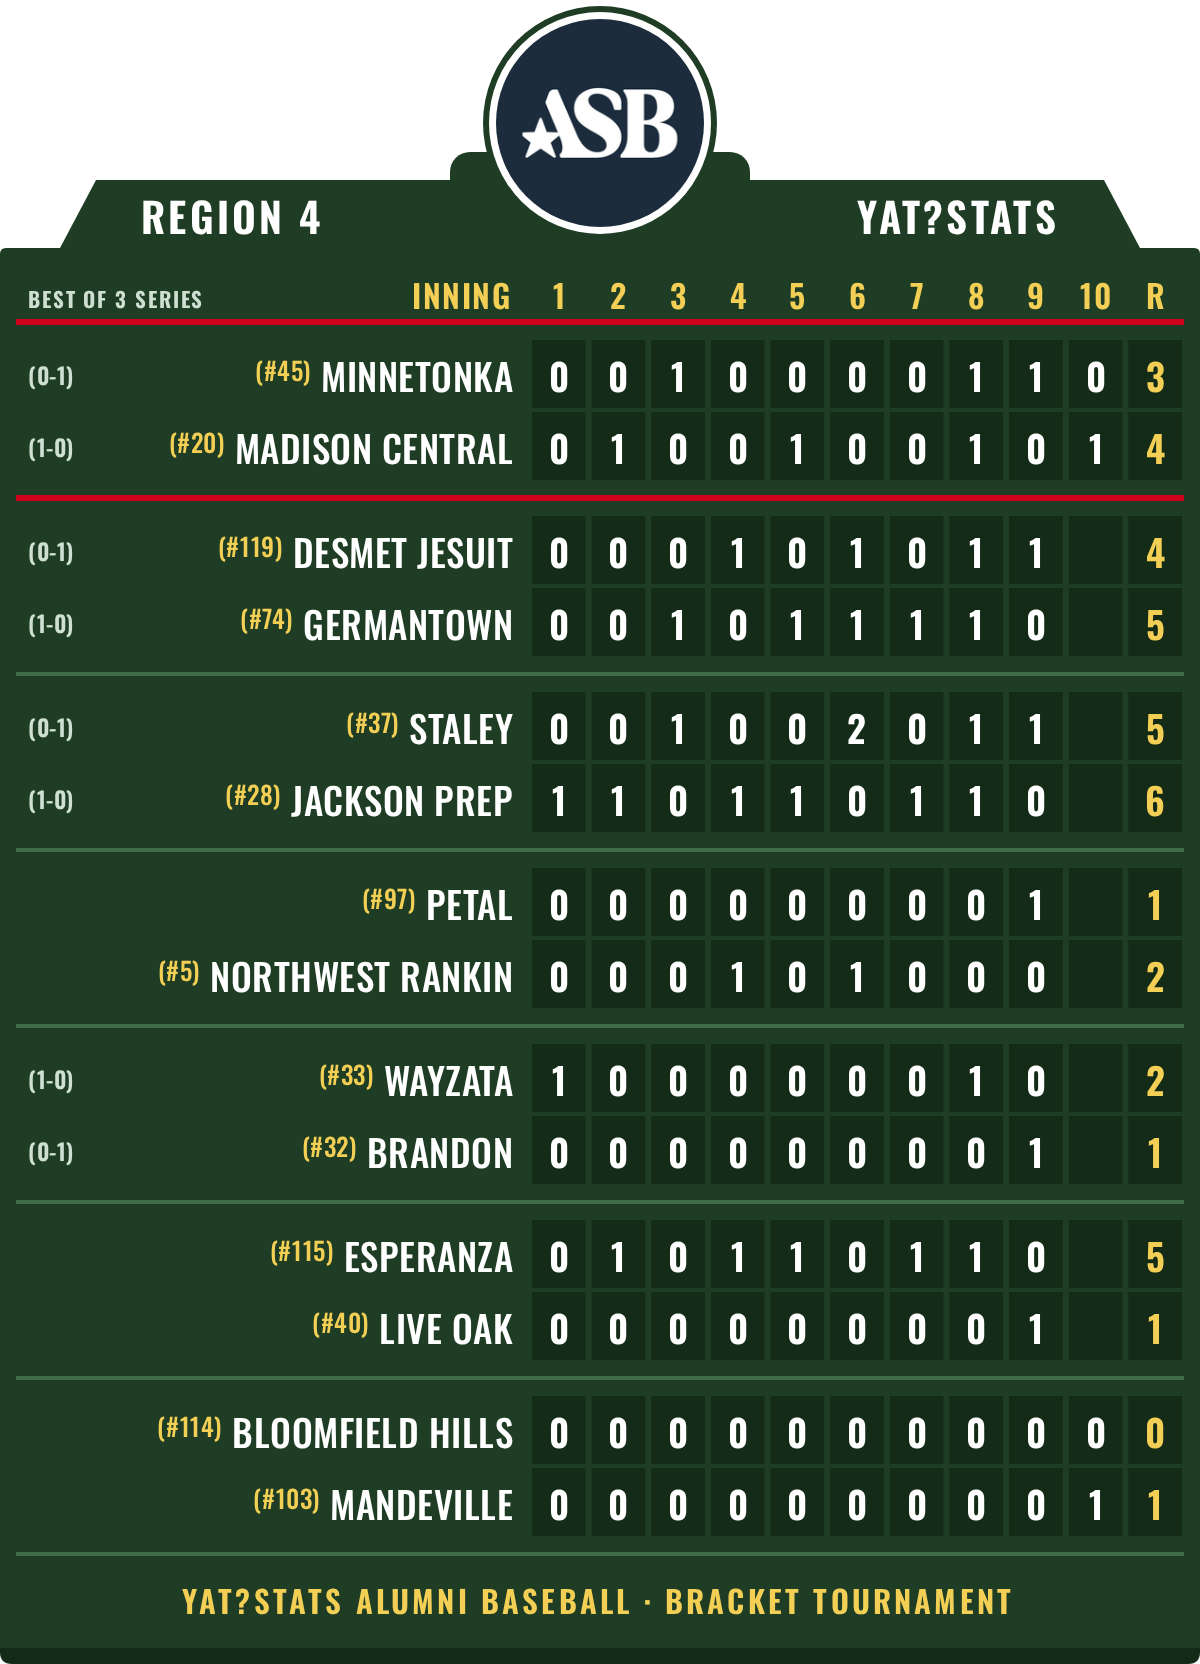 ASB
REGION 4 YAT?STATS
BEST OF 3 SERIES INNING 1 2 3 4 5 6 7 8 9 10 R
(0-1) (#45) MINNETONKA 0 0 1 0 0 0 0 1 1 0 3
(1-0) (#20) MADISON CENTRAL 0 1 0 0 1 0 0 1 0 1 4
(0-1) (#119) DESMET JESUIT 0 0 0 1 0 1 0 1 1 4
(1-0) (#74) GERMANTOWN 0 0 1 0 1 1 1 1 0 5
(0-1) (#37) STALEY 0 0 1 0 0 2 0 1 1 5
(1-0) (#28) JACKSON PREP 1 1 0 1 1 0 1 1 0 6
(#97) PETAL 0 0 0 0 0 0 0 0 1 1
(#5) NORTHWEST RANKIN 0 0 0 1 0 1 0 0 0 2
(1-0) (#33) WAYZATA 1 0 0 0 0 0 0 1 0 2
(0-1) (#32) BRANDON 0 0 0 0 0 0 0 0 1 1
(#115) ESPERANZA 0 1 0 1 1 0 1 1 0 5
(#40) LIVE OAK 0 0 0 0 0 0 0 0 1 1
(#114) BLOOMFIELD HILLS 0 0 0 0 0 0 0 0 0 0 0
(#103) MANDEVILLE 0 0 0 0 0 0 0 0 0 1 1
YAT?STATS ALUMNI BASEBALL · BRACKET TOURNAMENT